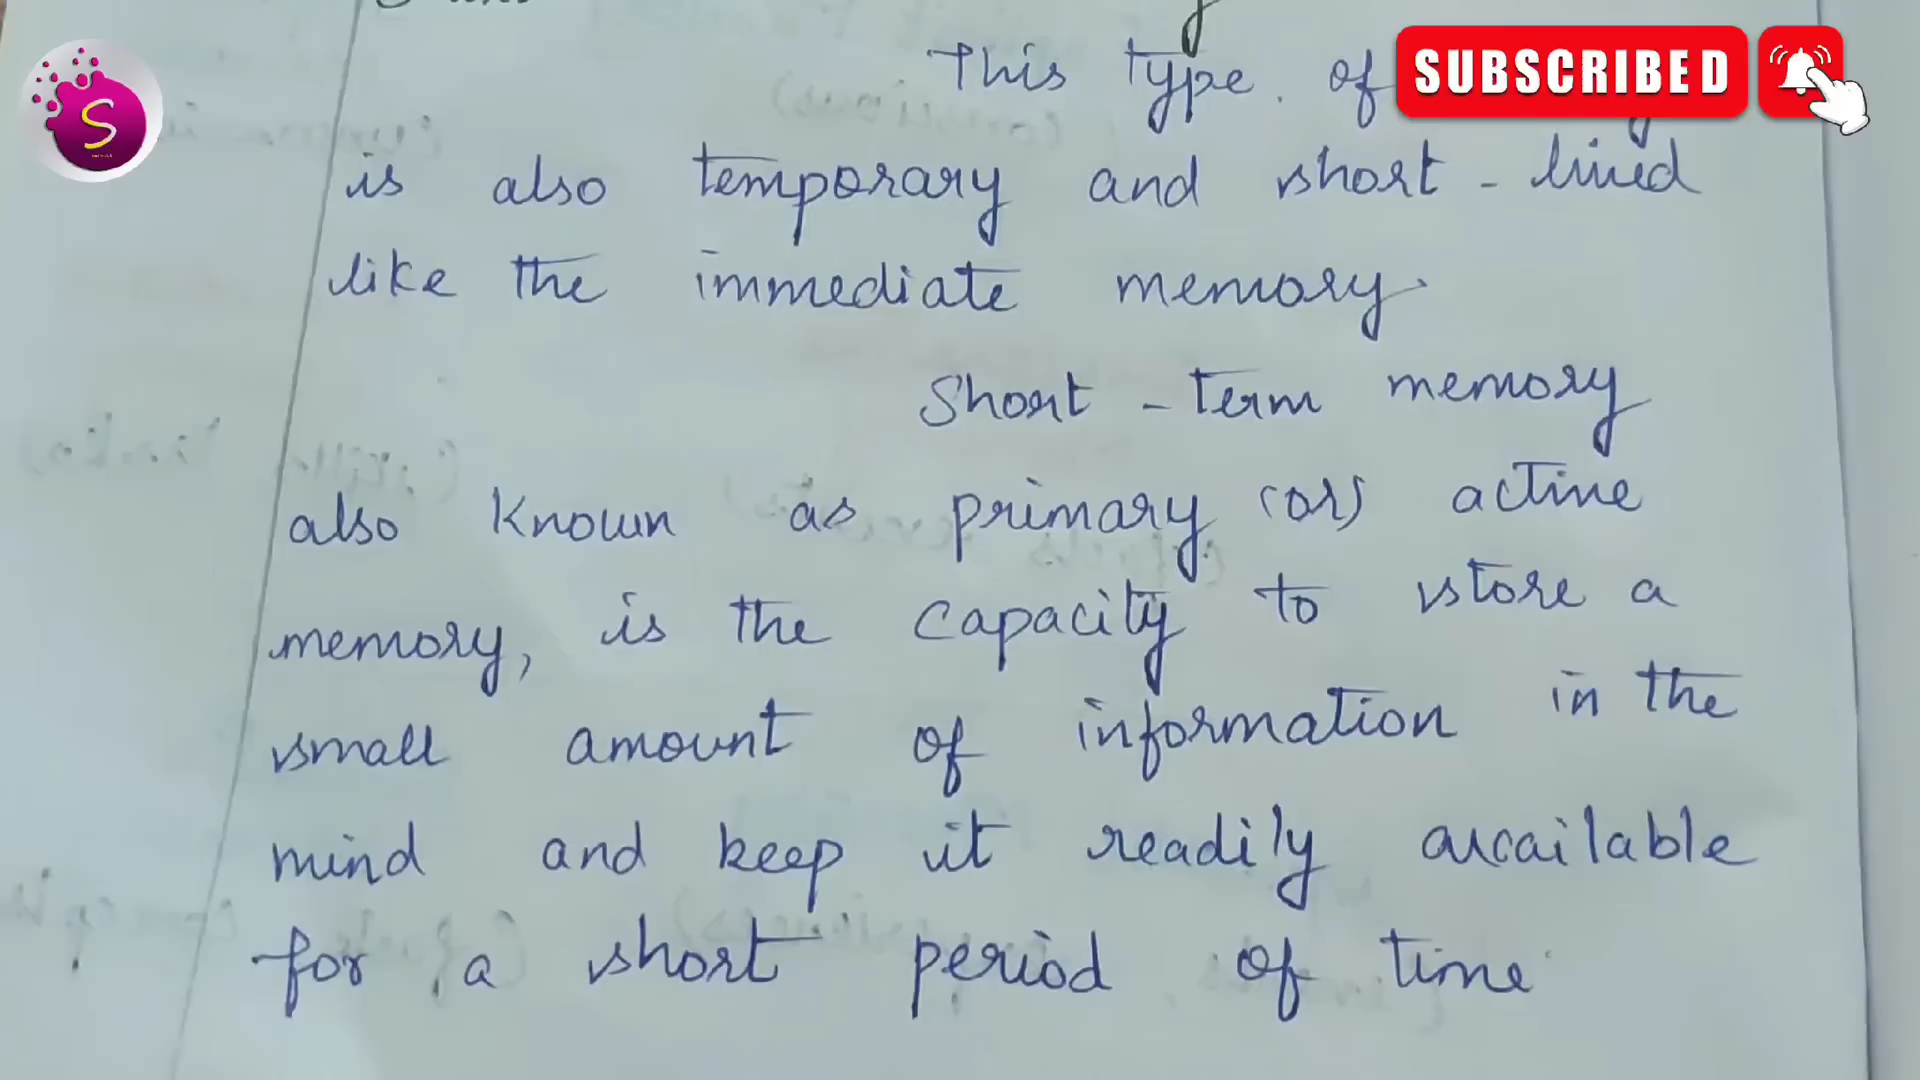 This type of
SUBSCRIBED
S
is also temporary and short - lived
like the immediate memory.
Short - term memory
also known as primary (or) active
memory, is the capacity to store a
small amount of information in the
mind and keep it readily available
for a short period of time